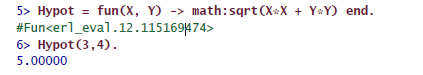 5> Hypot = fun(X, Y) -> math:sqrt(X*X + Y*Y) end.
#Fun<erl_eval.12.115169474>
6> Hypot(3,4).
5.00000